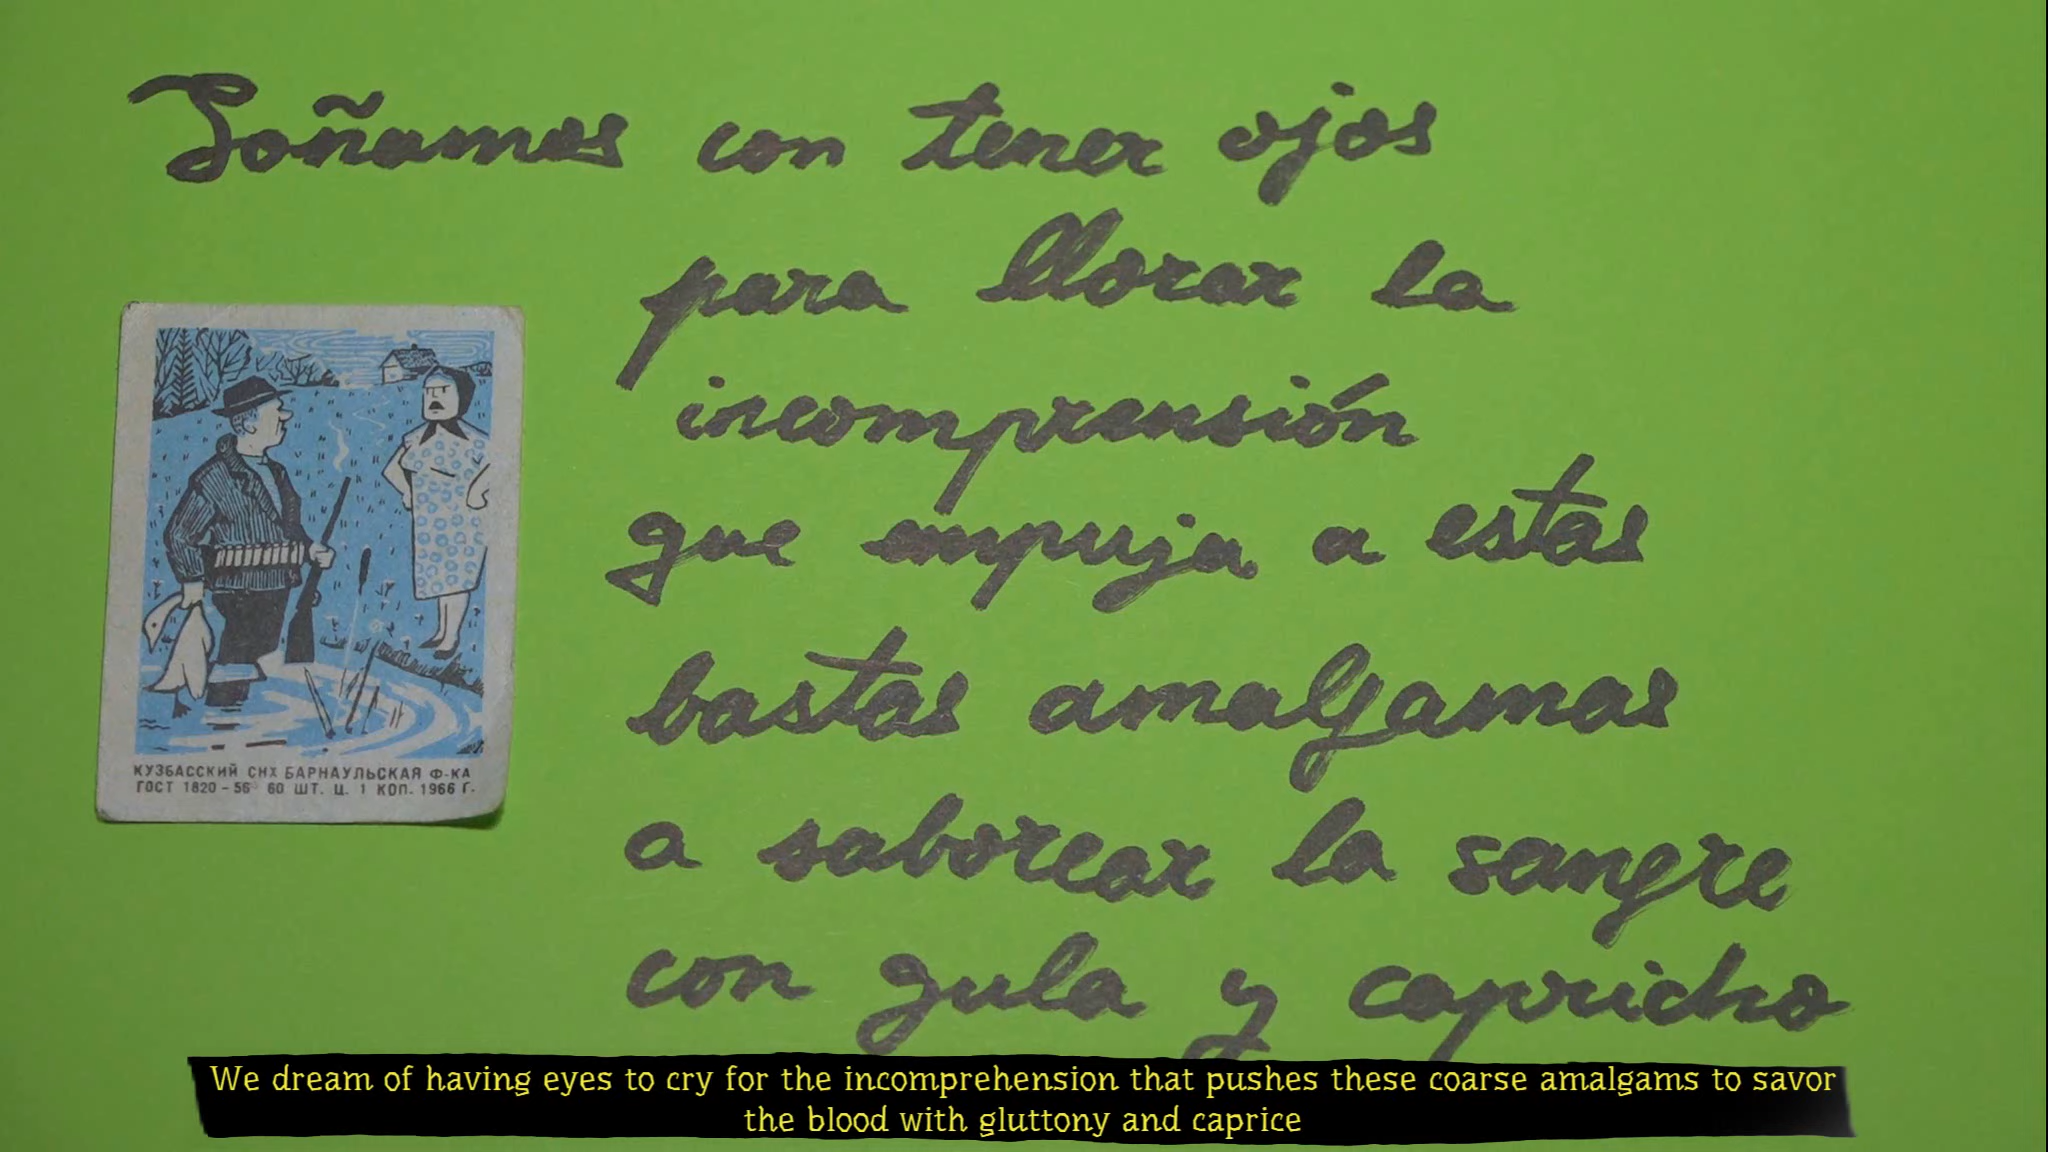 Soñamos con tener ojos
para llorar la
incomprensión
que empuja a estas
bastas amalgamas
a saborear la sangre
con gula y capricho
КУЗБАССКИЙ СНХ БАРНАУЛЬСКАЯ Ф-КА
ГОСТ 1820-56 60 ШТ. Ц. 1 КОП. 1966 Г.
We dream of having eyes to cry for the incomprehension that pushes these coarse amalgams to savor
the blood with gluttony and caprice